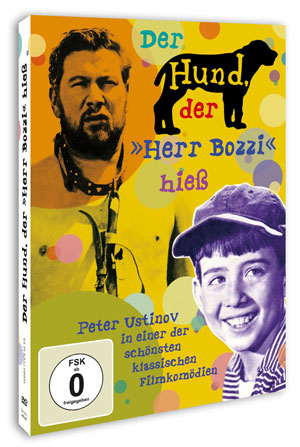 Der
Hund,
der
»Herr Bozzi«
hieß
Peter Ustinov
in einer der
schönsten
klassischen
Filmkomödien
FSK
ab
0
freigegeben
Der Hund, der »Herr Bozzi« hieß